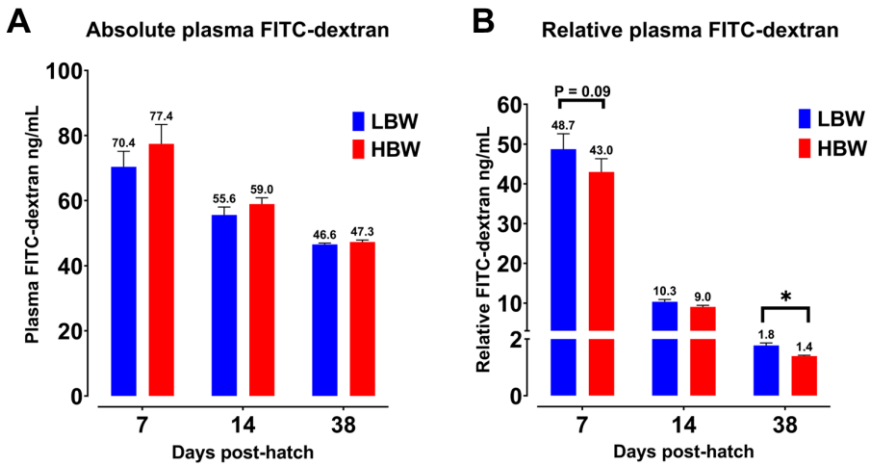 A
Absolute plasma FITC-dextran
Plasma FITC-dextran ng/mL
100
80
60
40
20
0
70.4
77.4
55.6
59.0
46.6
47.3
LBW
HBW
7
14
38
Days post-hatch
B
Relative plasma FITC-dextran
Relative FITC-dextran ng/mL
60
50
40
30
20
10
2
0
P = 0.09
48.7
43.0
10.3
9.0
*
1.8
1.4
LBW
HBW
7
14
38
Days post-hatch